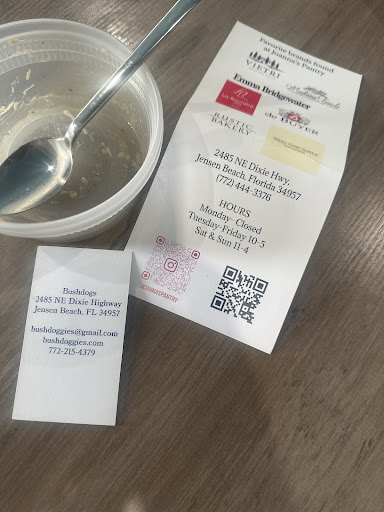 Favorite brands found
at Joanna's Pantry
VIETRI
Emma Bridgewater
de BUYER
RUSTIC
BAKERY
2485 NE Dixie Hwy,
Jensen Beach, Florida 34957
(772) 444-3376
HOURS
Monday- Closed
Tuesday-Friday 10-5
Sat & Sun 11-4
JOANNASPANTRY
Bushdogs
2485 NE Dixie Highway
Jensen Beach, FL 34957
bushdoggies@gmail.com
bushdoggies.com
772-215-4379